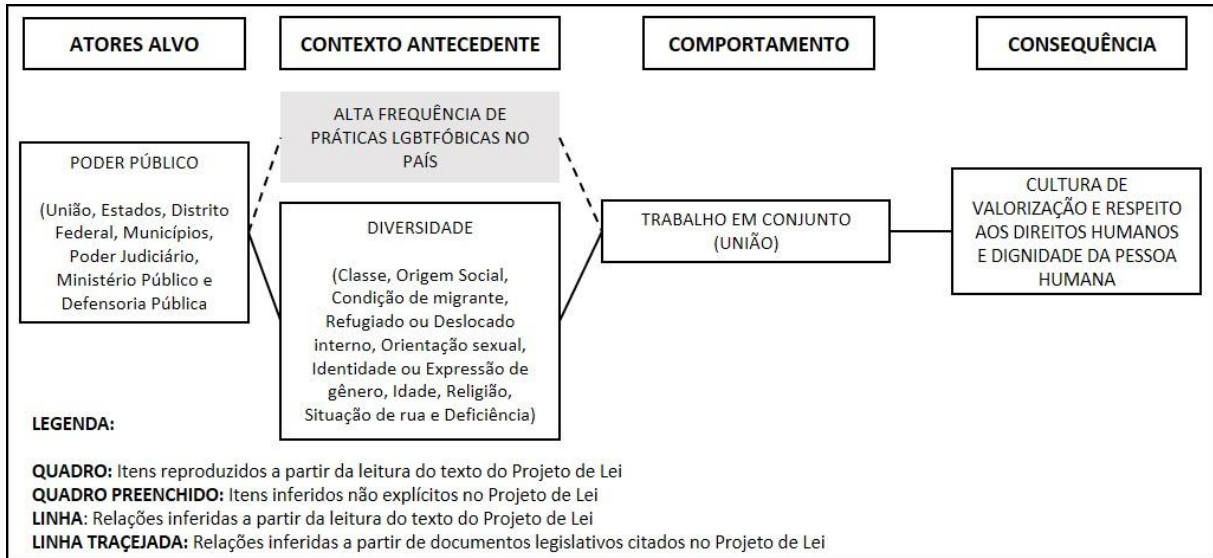 ATORES ALVO
CONTEXTO ANTECEDENTE
COMPORTAMENTO
CONSEQUÊNCIA
ALTA FREQUÊNCIA DE
PRÁTICAS LGBTFÓBICAS NO
PAÍS
PODER PÚBLICO
(União, Estados, Distrito
Federal, Municípios,
Poder Judiciário,
Ministério Público e
Defensoria Pública
DIVERSIDADE
(Classe, Origem Social,
Condição de migrante,
Refugiado ou Deslocado
interno, Orientação sexual,
Identidade ou Expressão de
gênero, Idade, Religião,
Situação de rua e Deficiência)
TRABALHO EM CONJUNTO
(UNIÃO)
CULTURA DE
VALORIZAÇÃO E RESPEITO
AOS DIREITOS HUMANOS
E DIGNIDADE DA PESSOA
HUMANA
LEGENDA:
QUADRO: Itens reproduzidos a partir da leitura do texto do Projeto de Lei
QUADRO PREENCHIDO: Itens inferidos não explícitos no Projeto de Lei
LINHA: Relações inferidas a partir da leitura do texto do Projeto de Lei
LINHA TRAÇEJADA: Relações inferidas a partir de documentos legislativos citados no Projeto de Lei